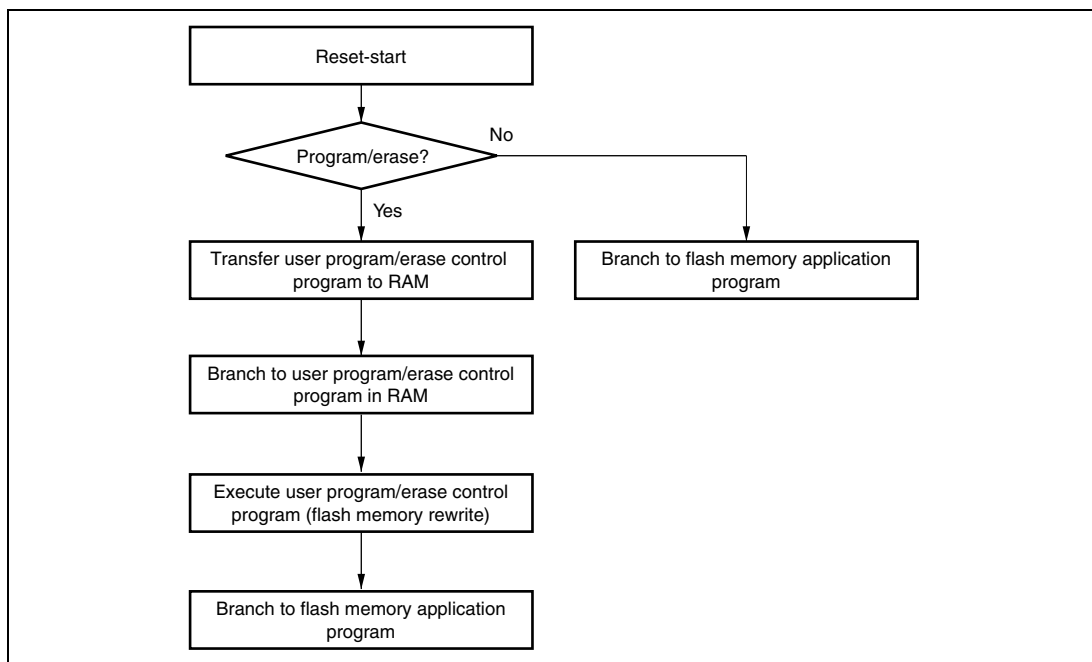 Reset-start
No
Program/erase?
Yes
Transfer user program/erase control
program to RAM
Branch to flash memory application
program
Branch to user program/erase control
program in RAM
Execute user program/erase control
program (flash memory rewrite)
Branch to flash memory application
program